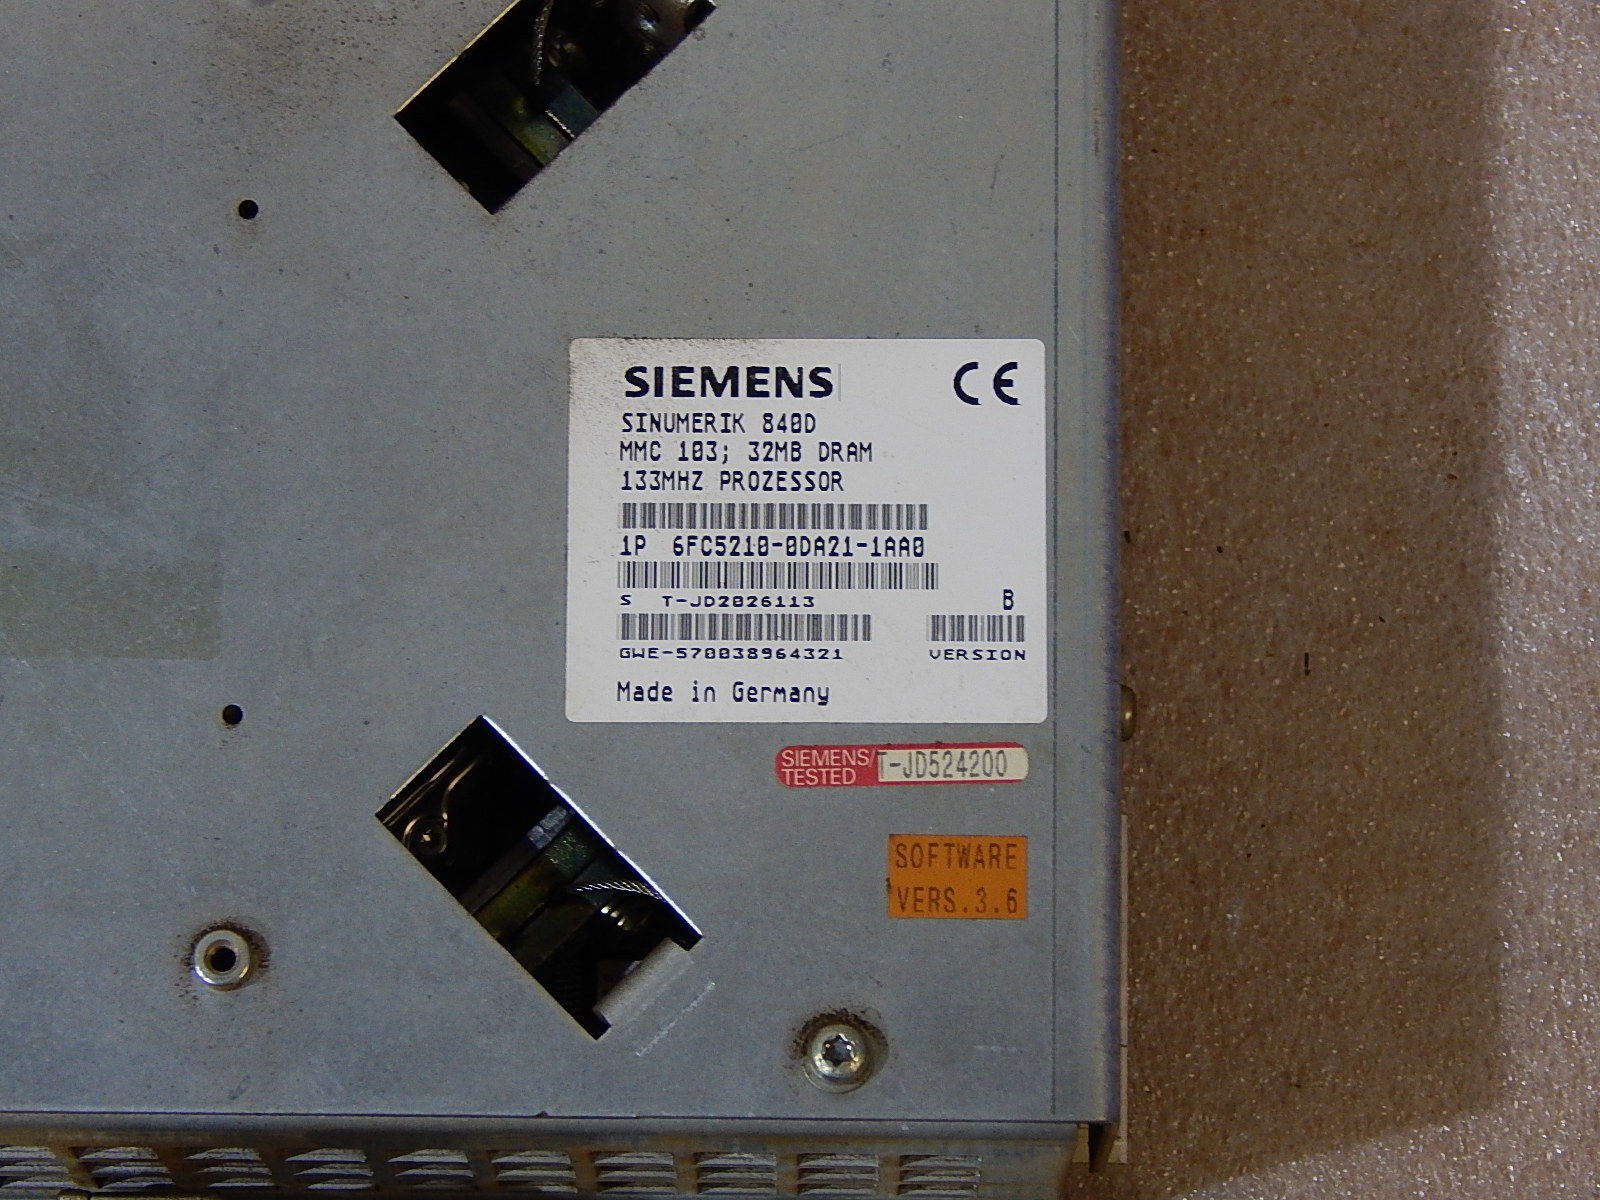 SIEMENS CE
SINUMERIK 840D
MMC 103; 32MB DRAM
133MHZ PROZESSOR
1P 6FC5210-0DA21-1AA0
S T-JD2026113 B
GWE-570038964321 VERSION
Made in Germany
SIEMENS/ T-JD524200
TESTED
SOFTWARE
VERS.3.6